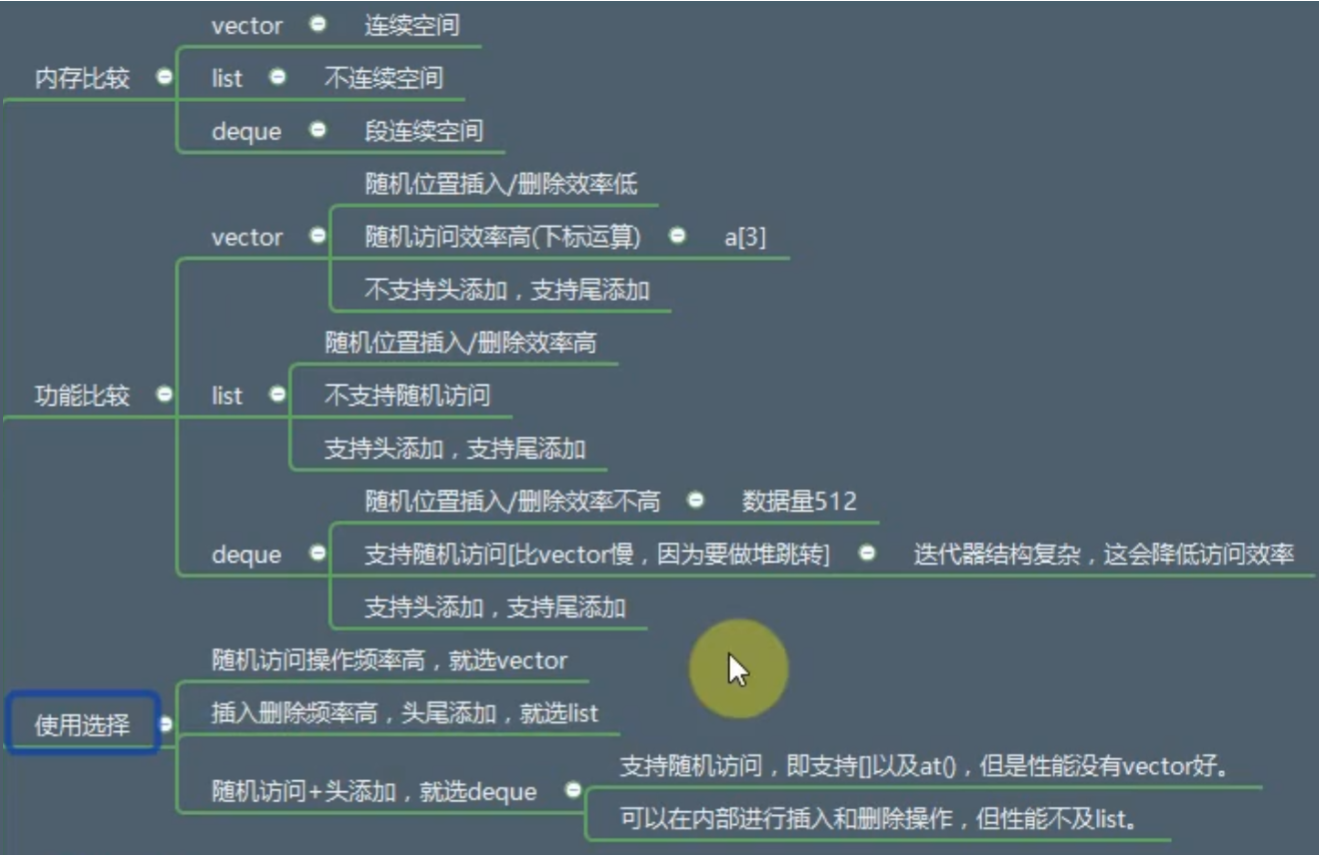 内存比较
vector
连续空间
list
不连续空间
deque
段连续空间
功能比较
vector
随机位置插入/删除效率低
随机访问效率高(下标运算)
a[3]
不支持头添加，支持尾添加
list
随机位置插入/删除效率高
不支持随机访问
支持头添加，支持尾添加
deque
随机位置插入/删除效率不高
数据量512
支持随机访问[比vector慢，因为要做堆跳转]
迭代器结构复杂，这会降低访问效率
支持头添加，支持尾添加
使用选择
随机访问操作频率高，就选vector
插入删除频率高，头尾添加，就选list
随机访问+头添加，就选deque
支持随机访问，即支持[]以及at()，但是性能没有vector好。
可以在内部进行插入和删除操作，但性能不及list。